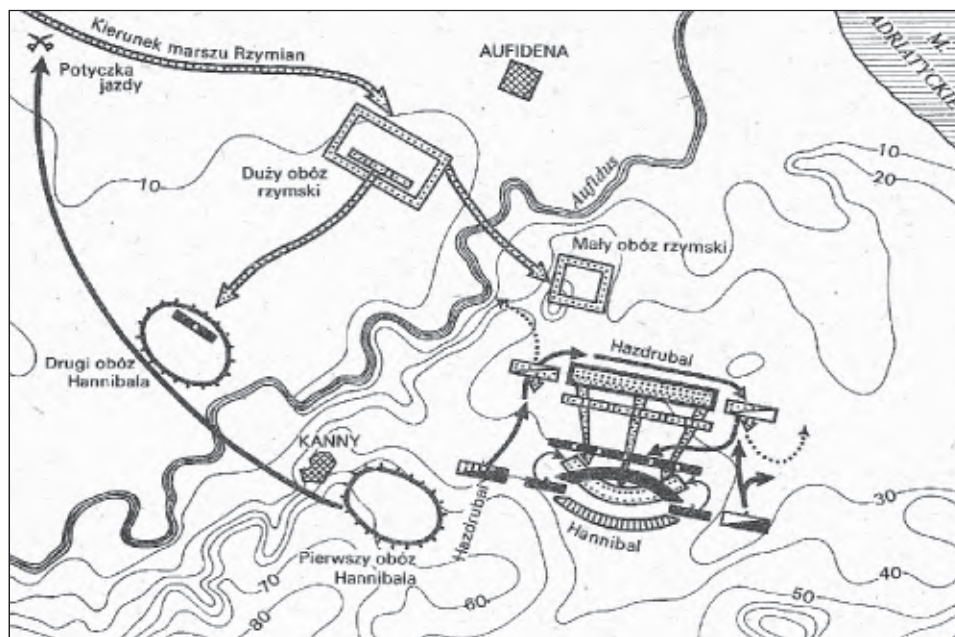 Kierunek marszu Rzymian
Potyczka
jazdy
AUFIDENA
M.
ADRIATYCKIE
10
20
Duży obóz
rzymski
10
Aufidus
Mały obóz rzymski
Drugi obóz
Hannibala
Hazdrubal
KANNY
Hazdrubal
Hannibal
30
Pierwszy obóz
Hannibala
70
80
60
50
40